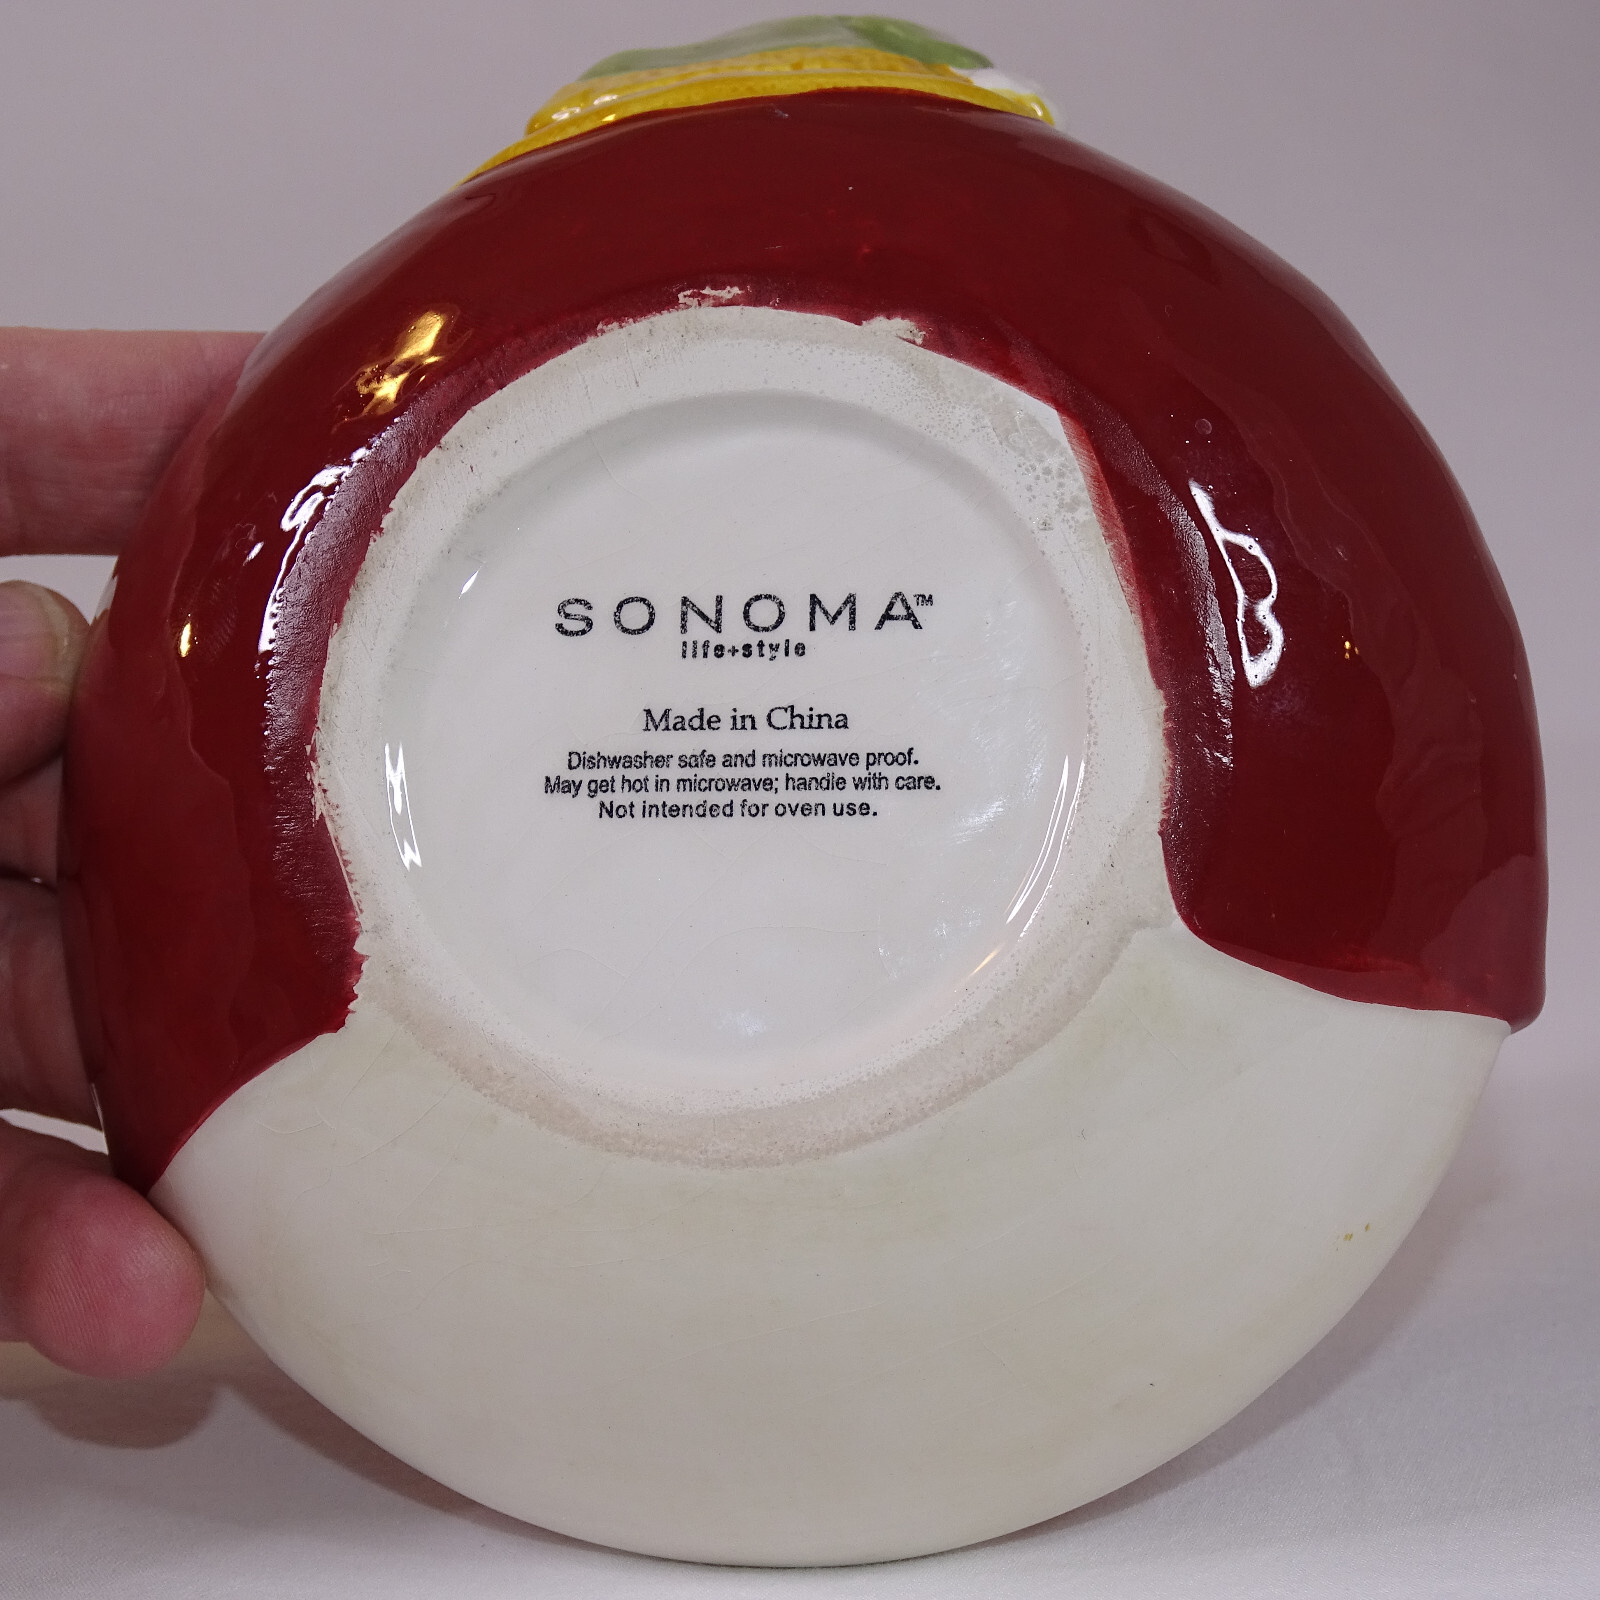 SONOMA™
life+style
Made in China
Dishwasher safe and microwave proof.
May get hot in microwave; handle with care.
Not intended for oven use.